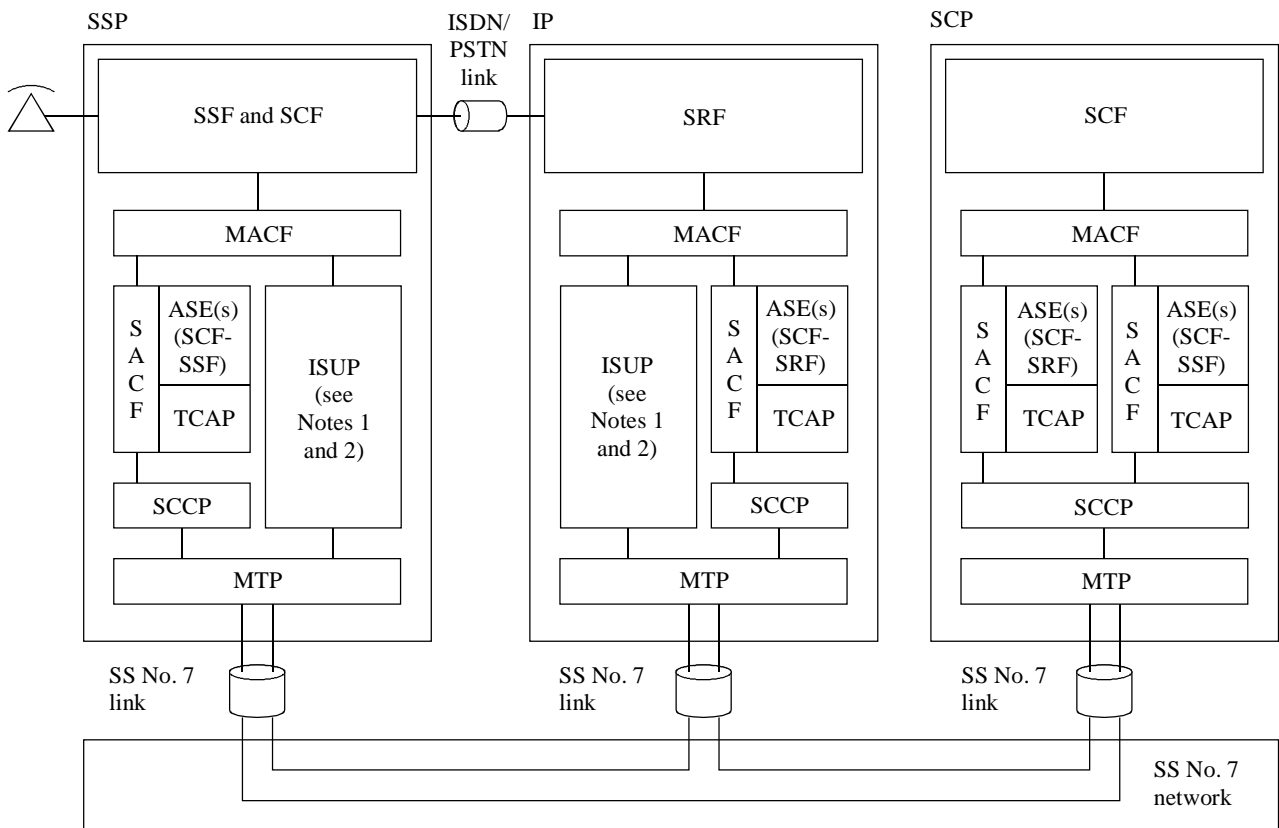 SSP
ISDN/
PSTN
link
IP
SCP
SSF and SCF
SRF
SCF
MACF
MACF
MACF
S
A
C
F
ASE(s)
(SCF-
SSF)
TCAP
ISUP
(see
Notes 1
and 2)
ISUP
(see
Notes 1
and 2)
S
A
C
F
ASE(s)
(SCF-
SRF)
TCAP
S
A
C
F
ASE(s)
(SCF-
SRF)
TCAP
S
A
C
F
ASE(s)
(SCF-
SSF)
TCAP
SCCP
SCCP
SCCP
MTP
MTP
MTP
SS No. 7
link
SS No. 7
link
SS No. 7
link
SS No. 7
network